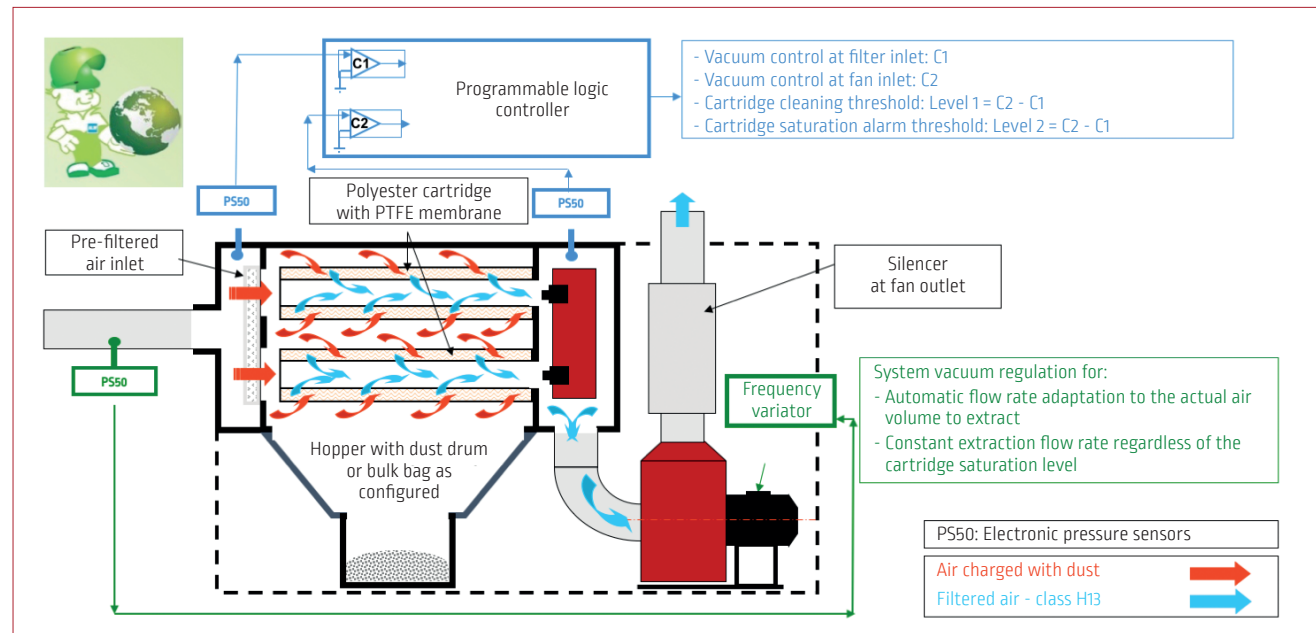 C1
C2
Programmable logic
controller
- Vacuum control at filter inlet: C1
- Vacuum control at fan inlet: C2
- Cartridge cleaning threshold: Level 1 = C2 - C1
- Cartridge saturation alarm threshold: Level 2 = C2 - C1
PS50
Polyester cartridge
with PTFE membrane
PS50
Pre-filtered
air inlet
Silencer
at fan outlet
PS50
Frequency
variator
System vacuum regulation for:
- Automatic flow rate adaptation to the actual air
volume to extract
- Constant extraction flow rate regardless of the
cartridge saturation level
Hopper with dust drum
or bulk bag as
configured
PS50: Electronic pressure sensors
Air charged with dust
Filtered air - class H13